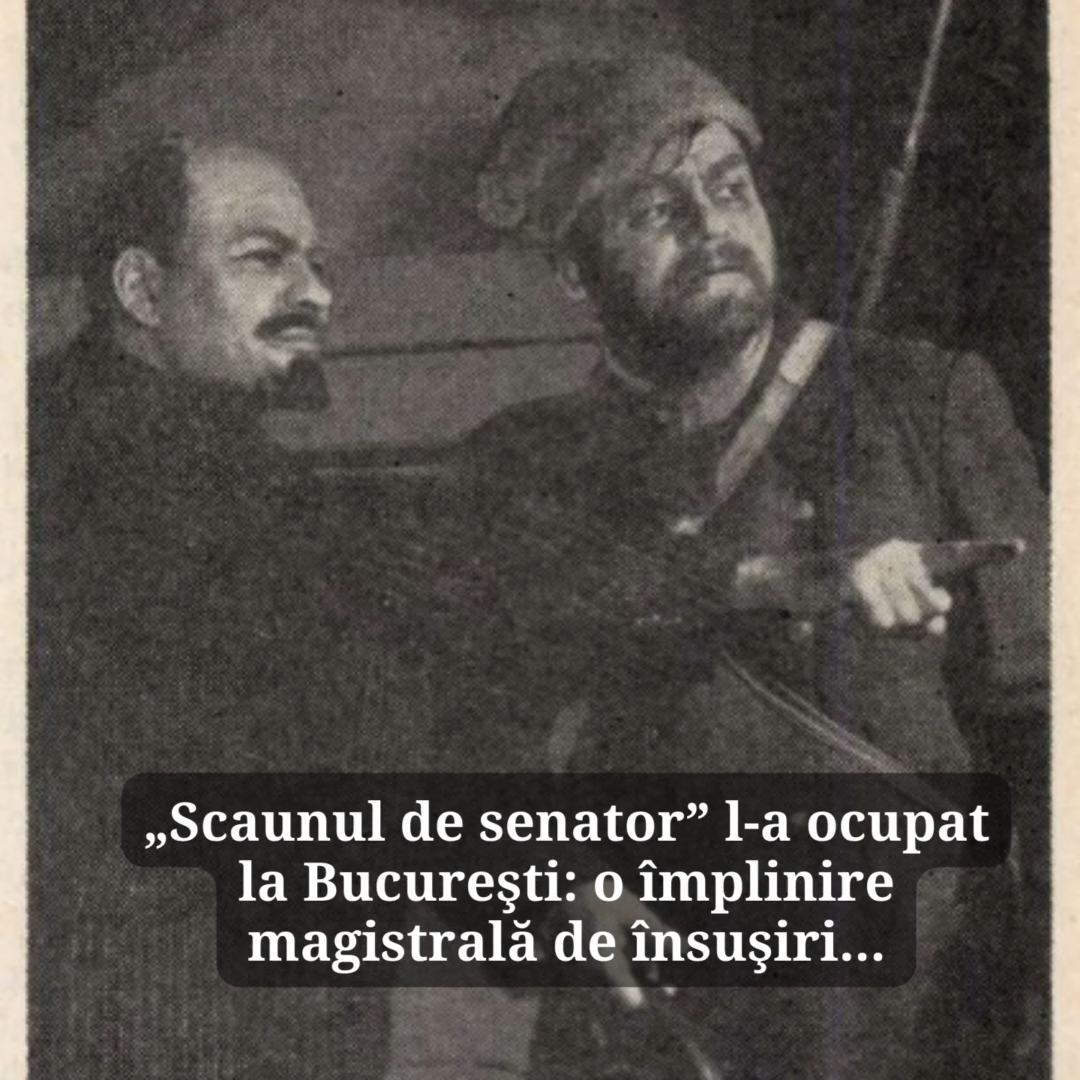 „Scaunul de senator” l-a ocupat
la Bucureşti: o împlinire
magistrală de însuşiri...